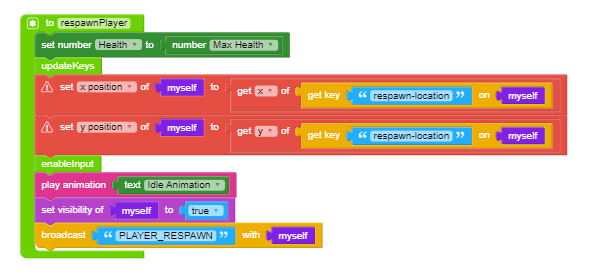 to respawnPlayer
set number Health to number Max Health
updateKeys
set x position of myself to get x of get key “ respawn-location ” on myself
set y position of myself to get y of get key “ respawn-location ” on myself
enableInput
play animation text Idle Animation
set visibility of myself to true
broadcast “ PLAYER_RESPAWN ” with myself